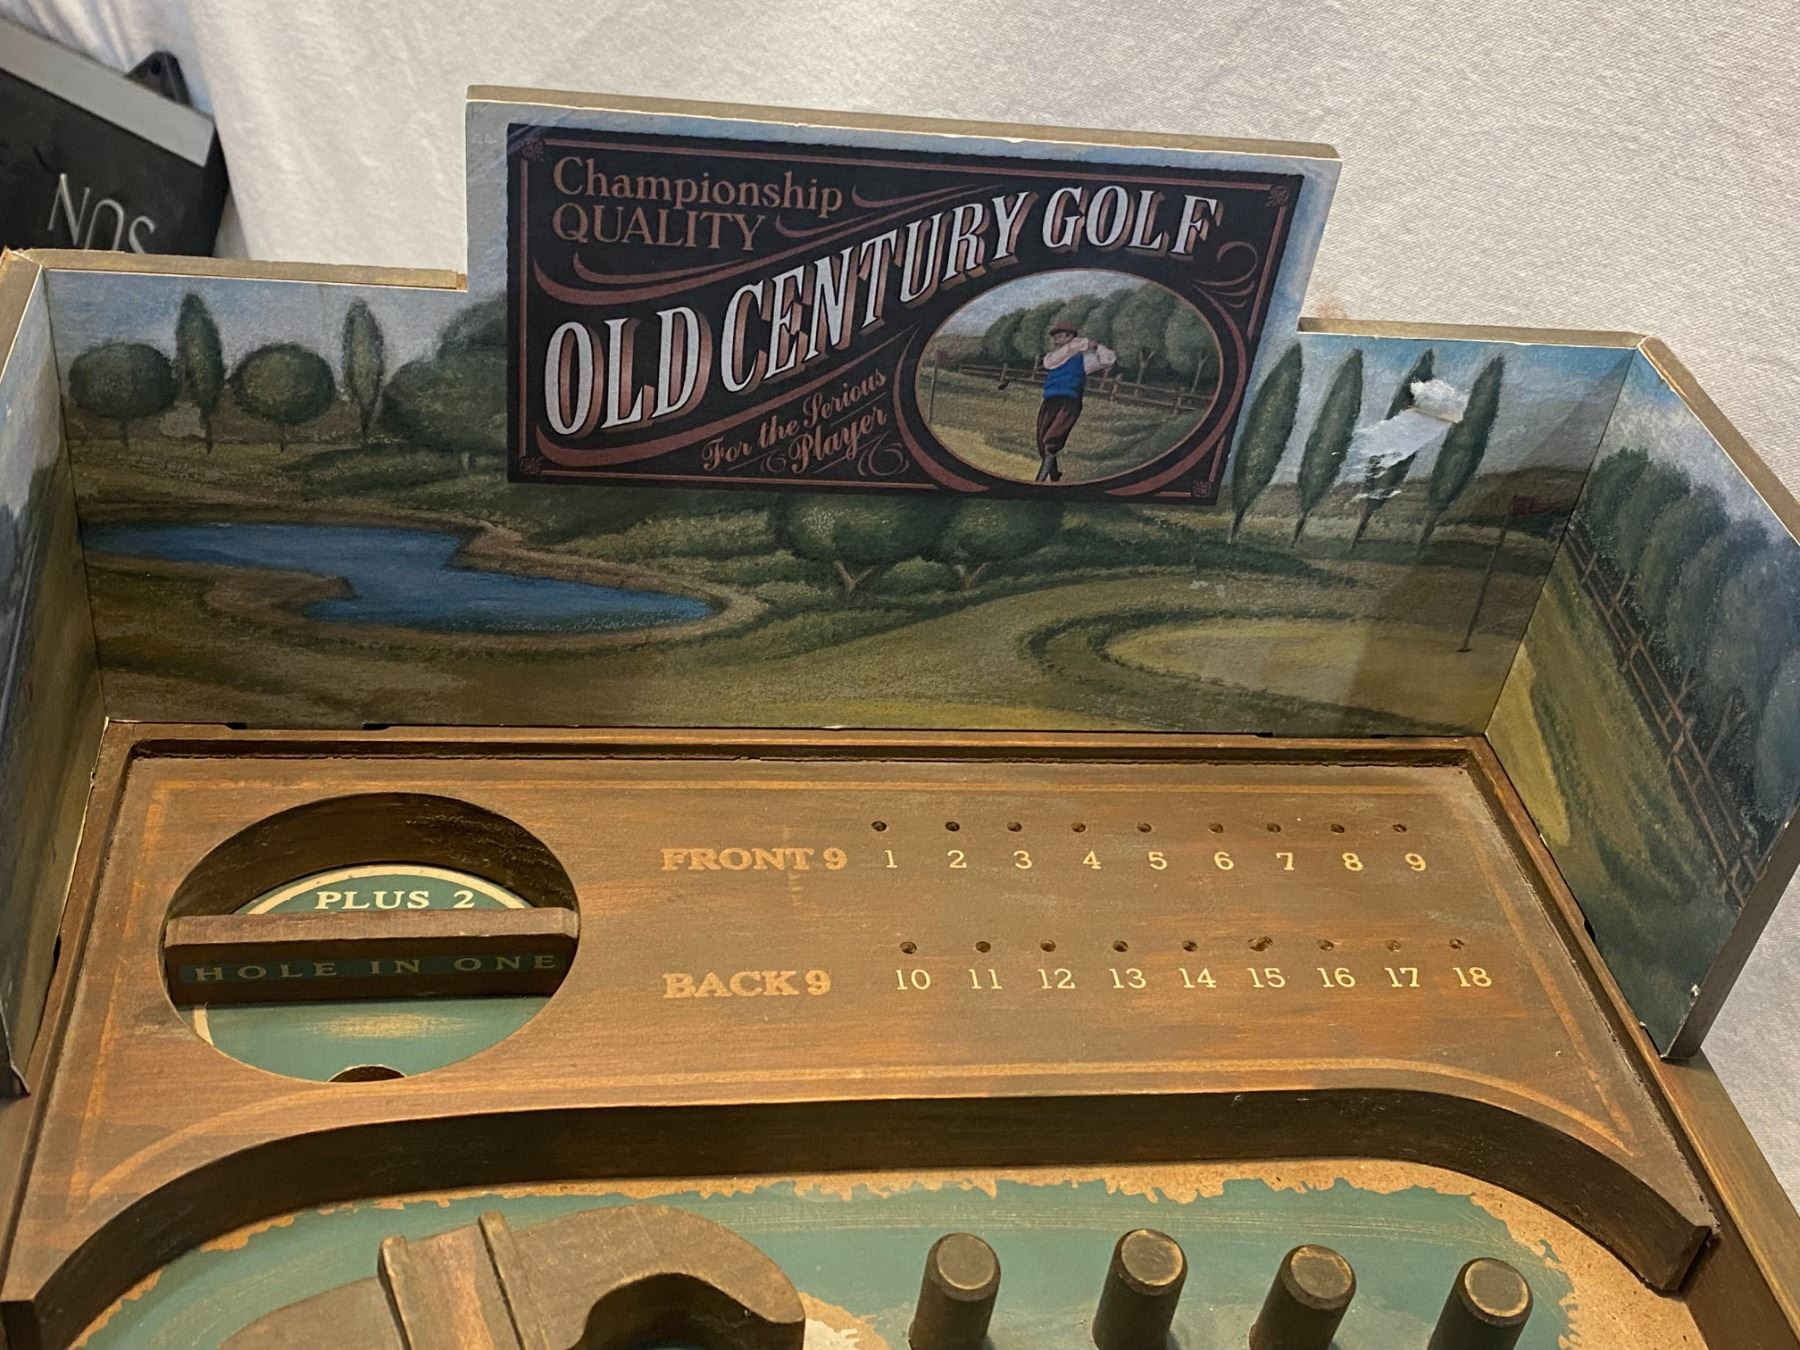 Championship
QUALITY
OLD CENTURY GOLF
For the Serious
Player
PLUS 2
HOLE IN ONE
FRONT 9 1 2 3 4 5 6 7 8 9
BACK 9 10 11 12 13 14 15 16 17 18